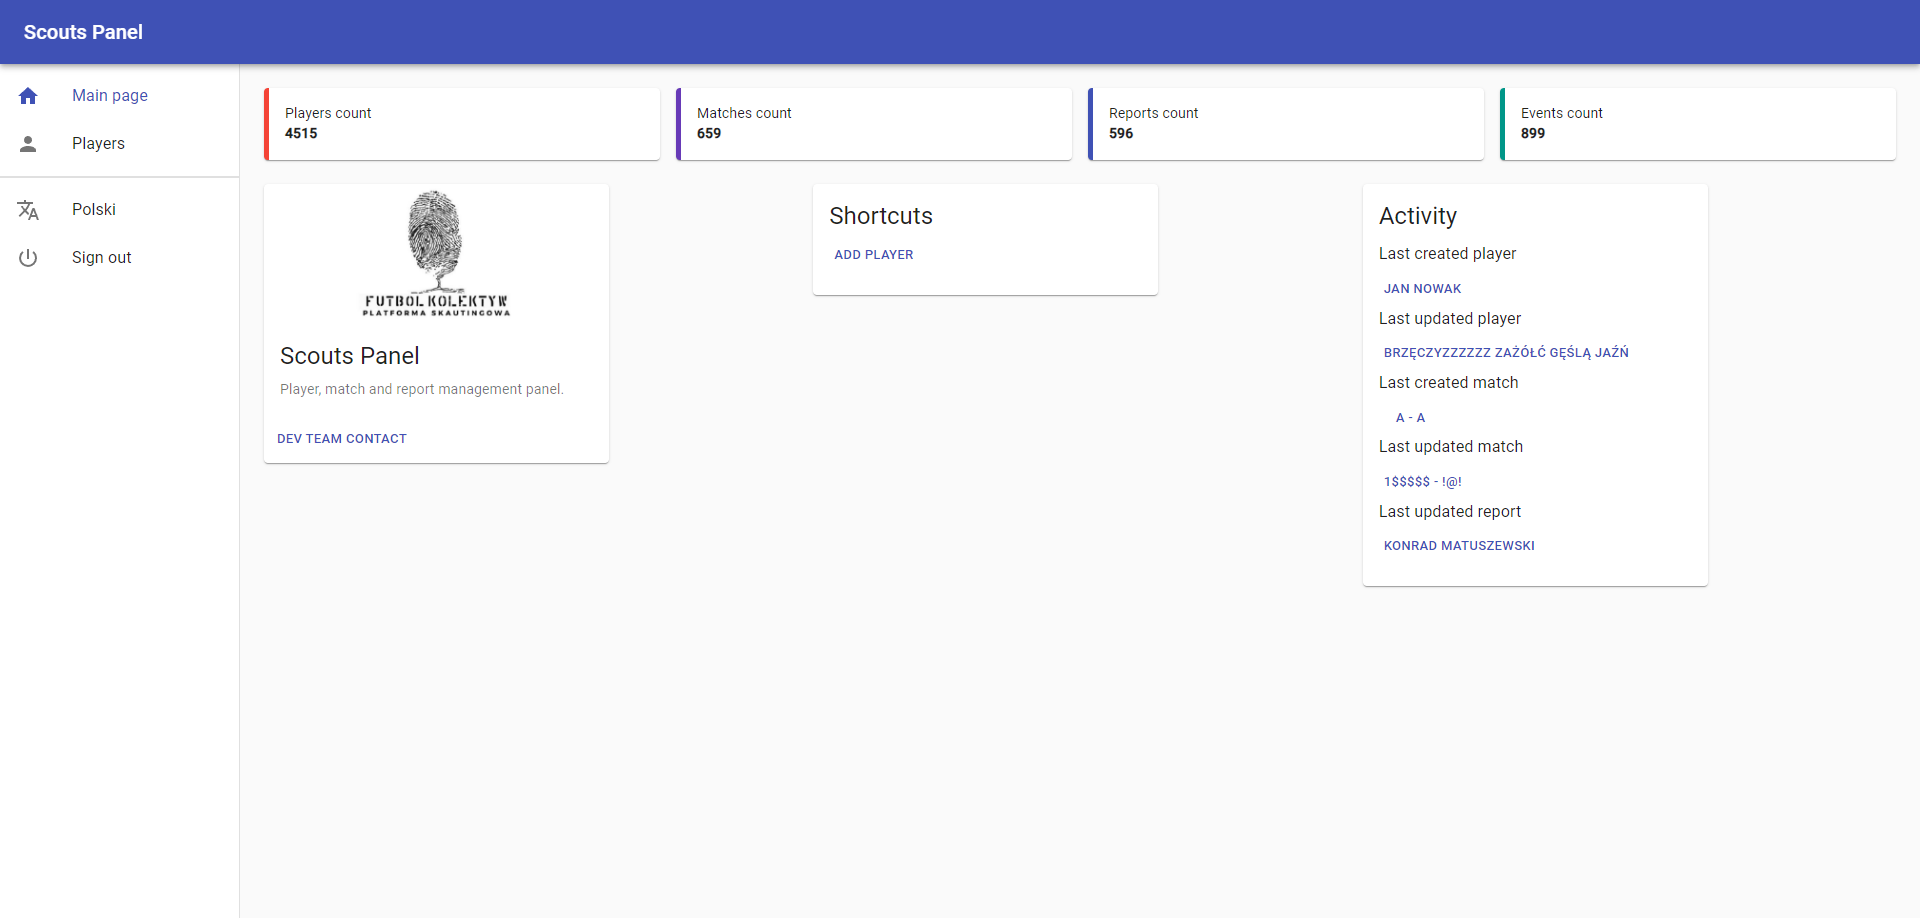 Scouts Panel
Main page
Players
Polski
Sign out
Players count
4515
Matches count
659
Reports count
596
Events count
899
FUTBOL KOLEKTYW
PLATFORMA SKAUTINGOWA
Scouts Panel
Player, match and report management panel.
DEV TEAM CONTACT
Shortcuts
ADD PLAYER
Activity
Last created player
JAN NOWAK
Last updated player
BRZĘCZYZZZZZZ ZAŻÓŁĆ GĘŚLĄ JAŹŃ
Last created match
A - A
Last updated match
1$$$$$ - !@!
Last updated report
KONRAD MATUSZEWSKI